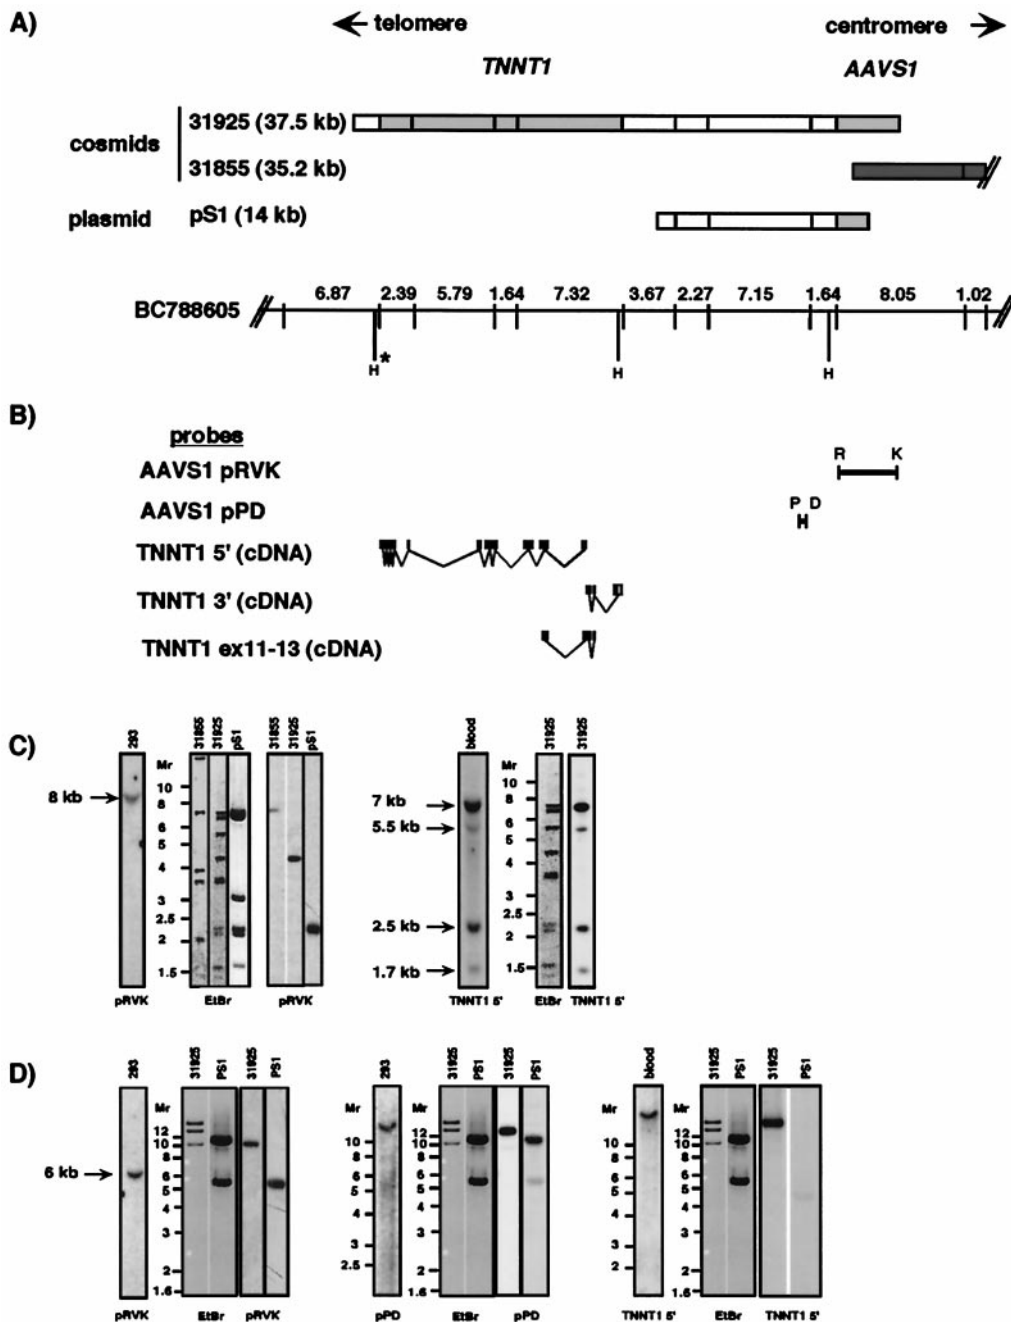 A)
telomere
centromere
TNNT1
AAVS1
cosmids
31925 (37.5 kb)
31855 (35.2 kb)
plasmid
pS1 (14 kb)
BC788605
6.87 2.39 5.79 1.64 7.32 3.67 2.27 7.15 1.64 8.05 1.02
H * H H
B)
probes
AAVS1 pRVK
R K
AAVS1 pPD
P D
TNNT1 5' (cDNA)
TNNT1 3' (cDNA)
TNNT1 ex11-13 (cDNA)
C)
293
31855 31925 pS1
31855 31925 pS1
blood
31925
31925
8 kb
Mr
10
8
6
5
4
3
2.5
2
1.5
7 kb
5.5 kb
2.5 kb
1.7 kb
Mr
10
8
6
5
4
3
2.5
2
1.5
pRVK
EtBr
pRVK
TNNT1 5'
EtBr
TNNT1 5'
D)
293
31925 PS1
31925 PS1
293
31925 PS1
31925 PS1
blood
31925 PS1
31925 PS1
6 kb
Mr
12
10
8
6
5
4
3
2
1.6
Mr
10
8
6
5
4
3
2.5
Mr
12
10
8
6
5
4
3
2
1.6
Mr
10
8
6
5
4
3
2
Mr
12
10
8
6
5
4
3
2
1.6
pRVK
EtBr
pRVK
pPD
EtBr
pPD
TNNT1 5'
EtBr
TNNT1 5'